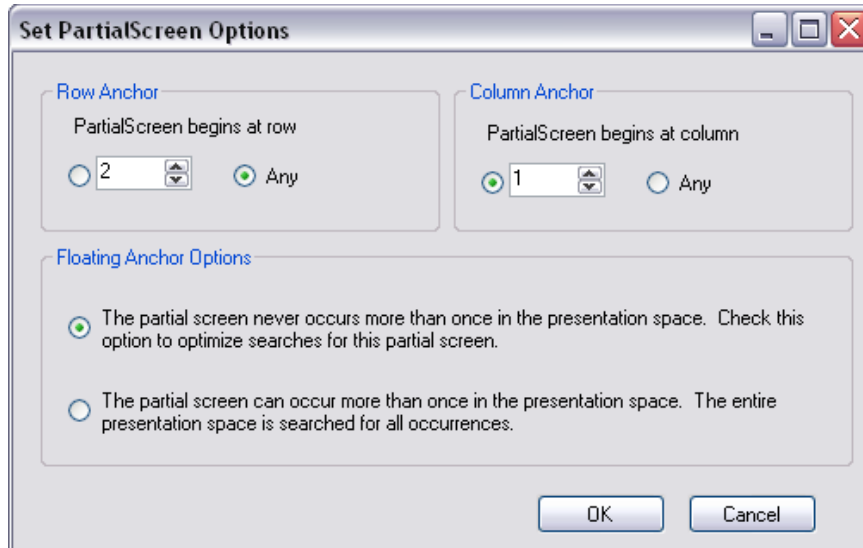 Set PartialScreen Options
Row Anchor
PartialScreen begins at row
2
Any
Column Anchor
PartialScreen begins at column
1
Any
Floating Anchor Options
The partial screen never occurs more than once in the presentation space.  Check this
option to optimize searches for this partial screen.
The partial screen can occur more than once in the presentation space.  The entire
presentation space is searched for all occurrences.
OK
Cancel